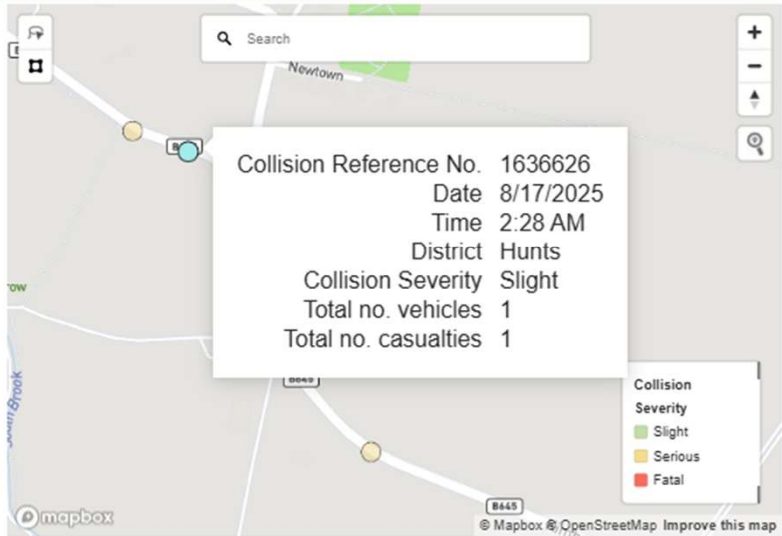 Search
Newtown
Collision Reference No. 1636626
Date 8/17/2025
Time 2:28 AM
District Hunts
Collision Severity Slight
Total no. vehicles 1
Total no. casualties 1
B645
Collision
Severity
Slight
Serious
Fatal
B645
mapbox
© Mapbox © OpenStreetMap Improve this map